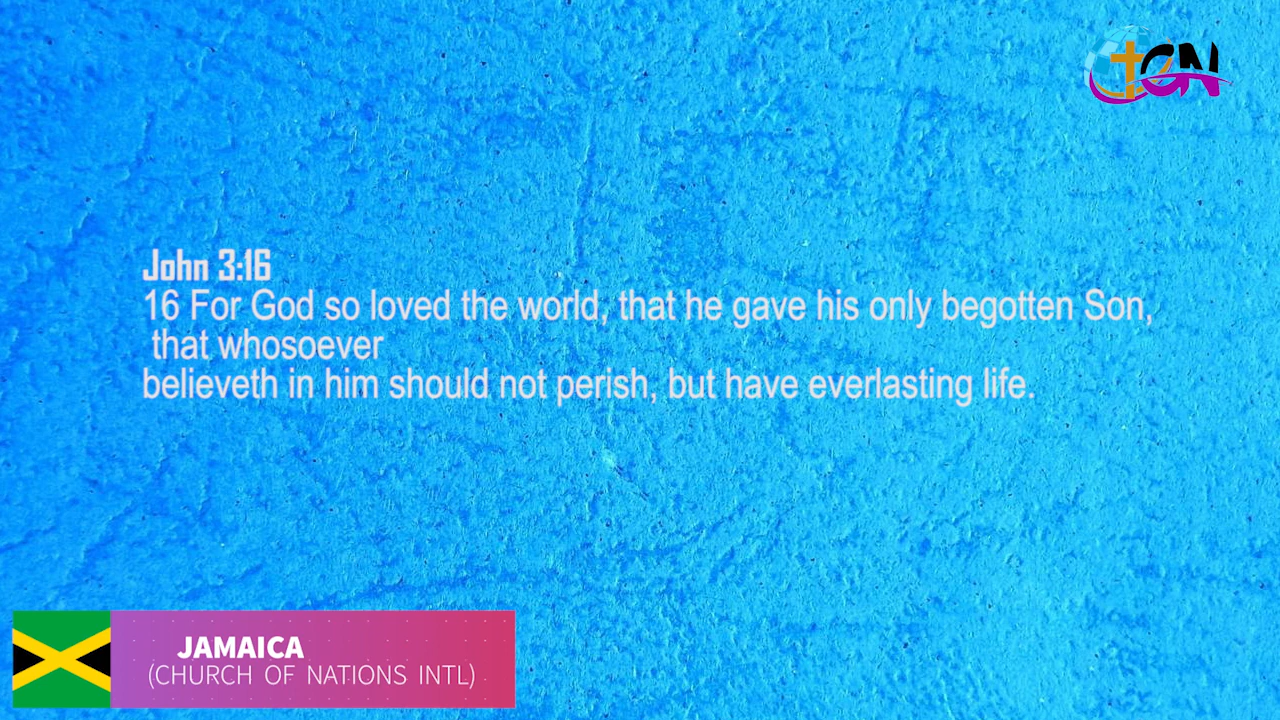 GN
John 3:16
16 For God so loved the world, that he gave his only begotten Son,
that whosoever
believeth in him should not perish, but have everlasting life.
JAMAICA
(CHURCH OF NATIONS INTL)